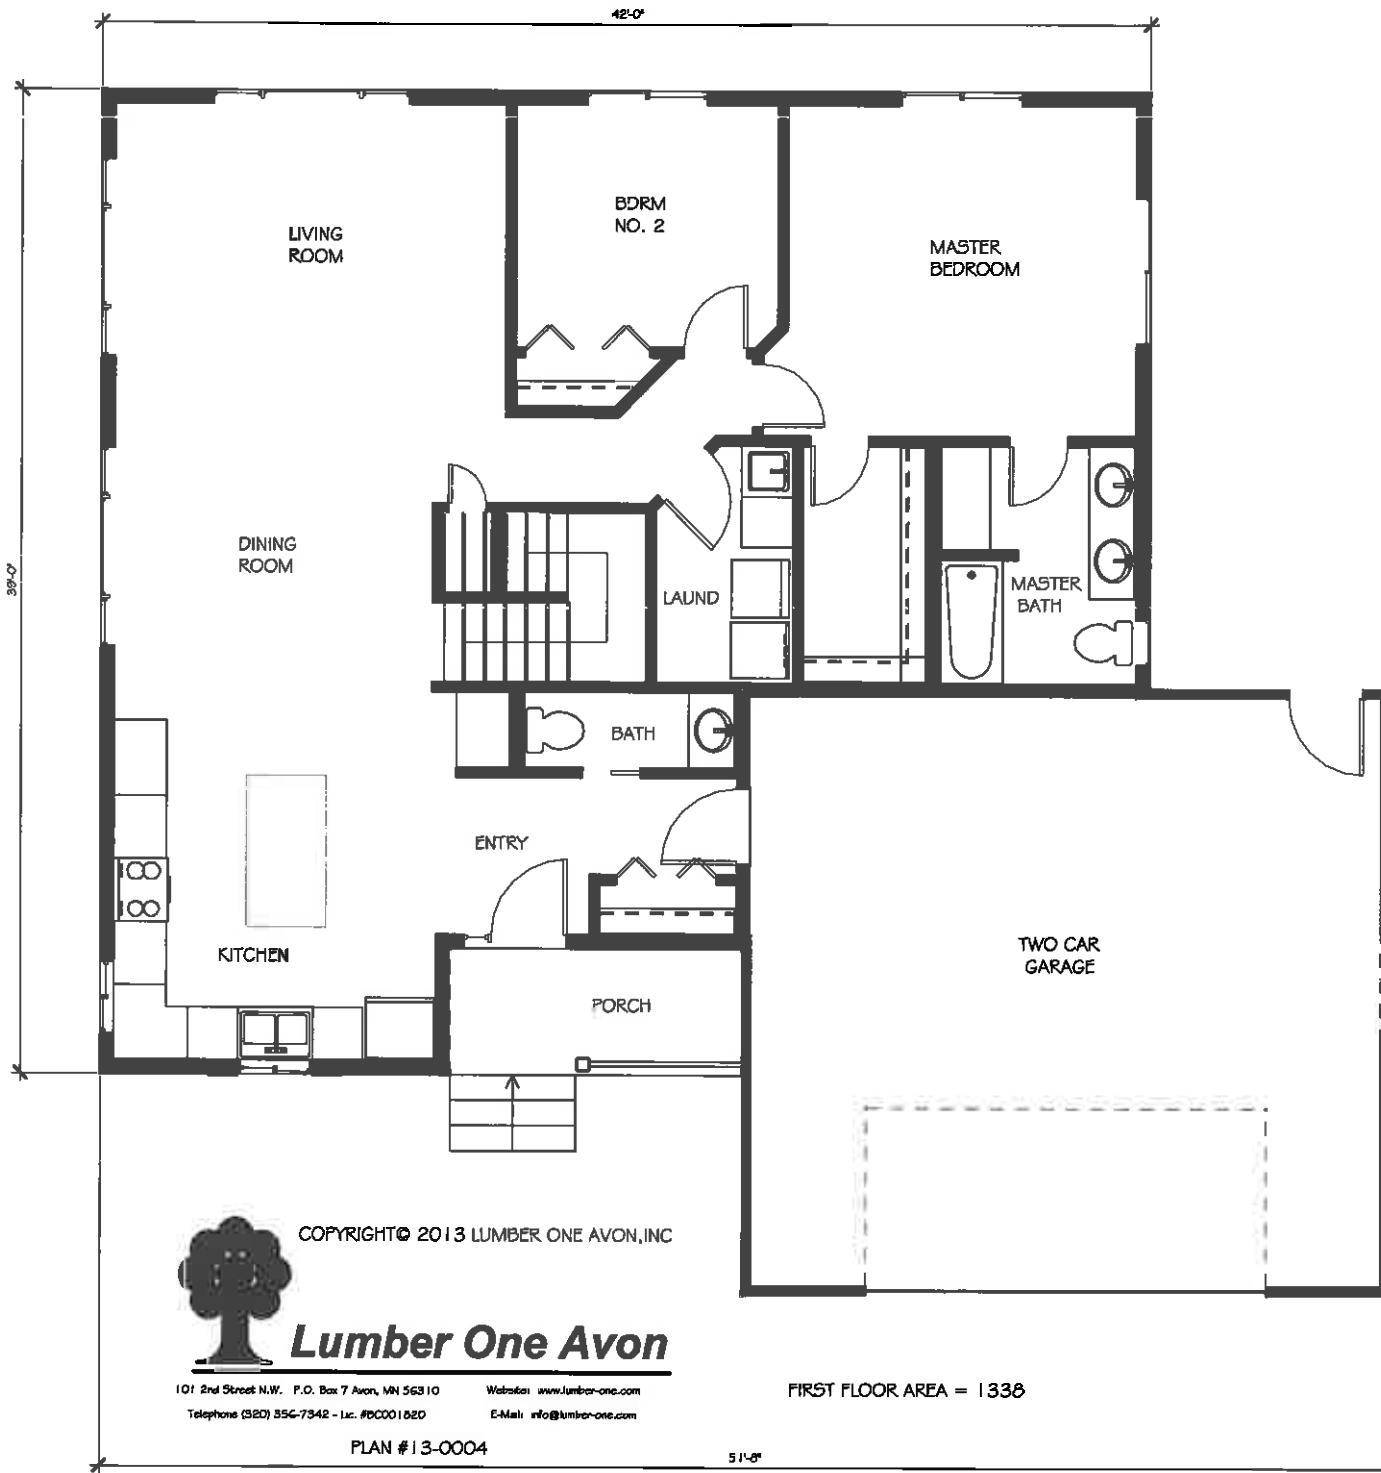 42'-0"
LIVING
ROOM
BDRM
NO. 2
MASTER
BEDROOM
39'-0"
DINING
ROOM
LAUND
MASTER
BATH
BATH
ENTRY
KITCHEN
TWO CAR
GARAGE
PORCH
COPYRIGHT© 2013 LUMBER ONE AVON,INC
Lumber One Avon
101 2nd Street N.W. P.O. Box 7 Avon, MN 56310
Website: www.lumber-one.com
Telephone (320) 356-7342 - Lic. #BC001820
E-Mail: info@lumber-one.com
FIRST FLOOR AREA = 1338
PLAN #13-0004
51'-8"